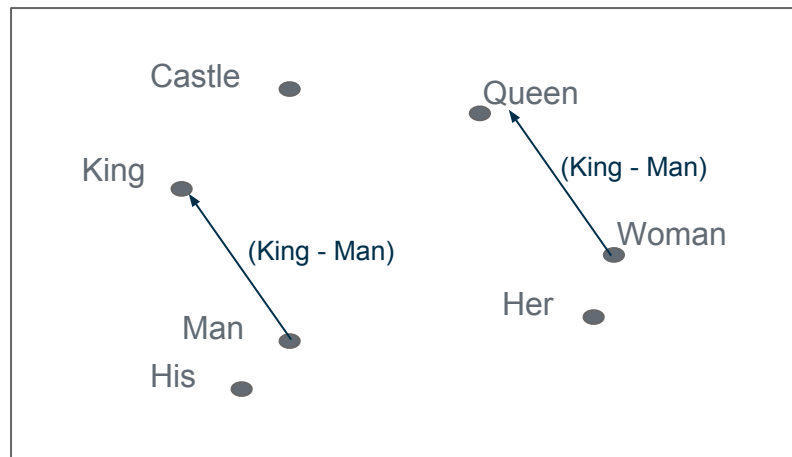 Castle
Queen
King
(King - Man)
Woman
(King - Man)
Her
Man
His